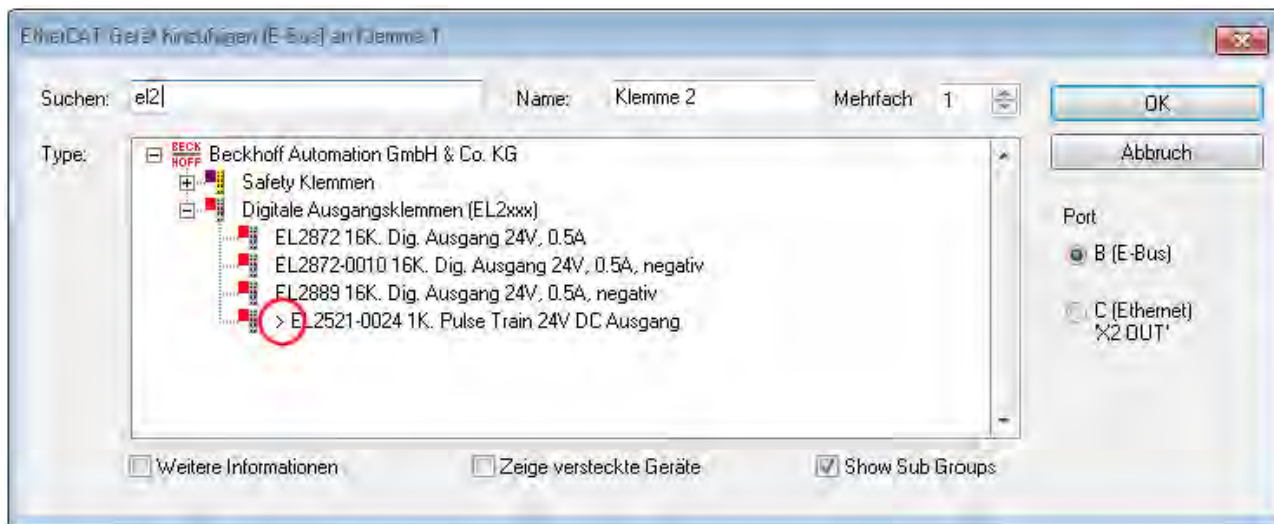 EtherCAT Gerät hinzufügen (E-Bus) an Klemme 1
Suchen: el2 Name: Klemme 2 Mehrfach 1 OK
Abbruch
Type: BECK HOFF Beckhoff Automation GmbH & Co. KG
Safety Klemmen
Digitale Ausgangsklemmen (EL2xxx)
EL2872 16K. Dig. Ausgang 24V, 0.5A
EL2872-0010 16K. Dig. Ausgang 24V, 0.5A, negativ
EL2889 16K. Dig. Ausgang 24V, 0.5A, negativ
> EL2521-0024 1K. Pulse Train 24V DC Ausgang
Port
B (E-Bus)
C (Ethernet)
'X2 OUT'
Weitere Informationen Zeige versteckte Geräte Show Sub Groups